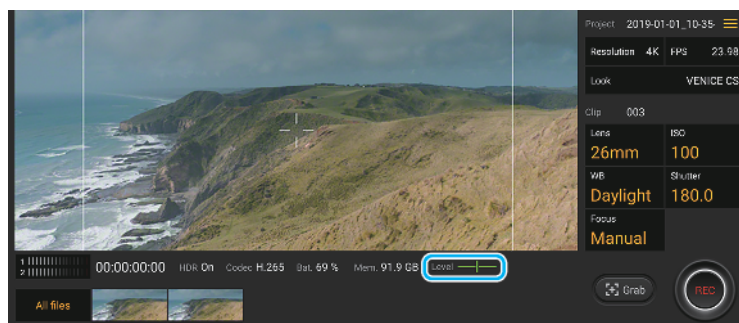 Project 2019-01-01_10-35-
Resolution 4K FPS 23.98
Look VENICE CS
Clip 003
Lens ISO
26mm 100
WB Shutter
Daylight 180.0
Focus
Manual
1
2
00:00:00:00 HDR On Codec H.265 Bat. 69 % Mem. 91.9 GB Level
All files
Grab
REC